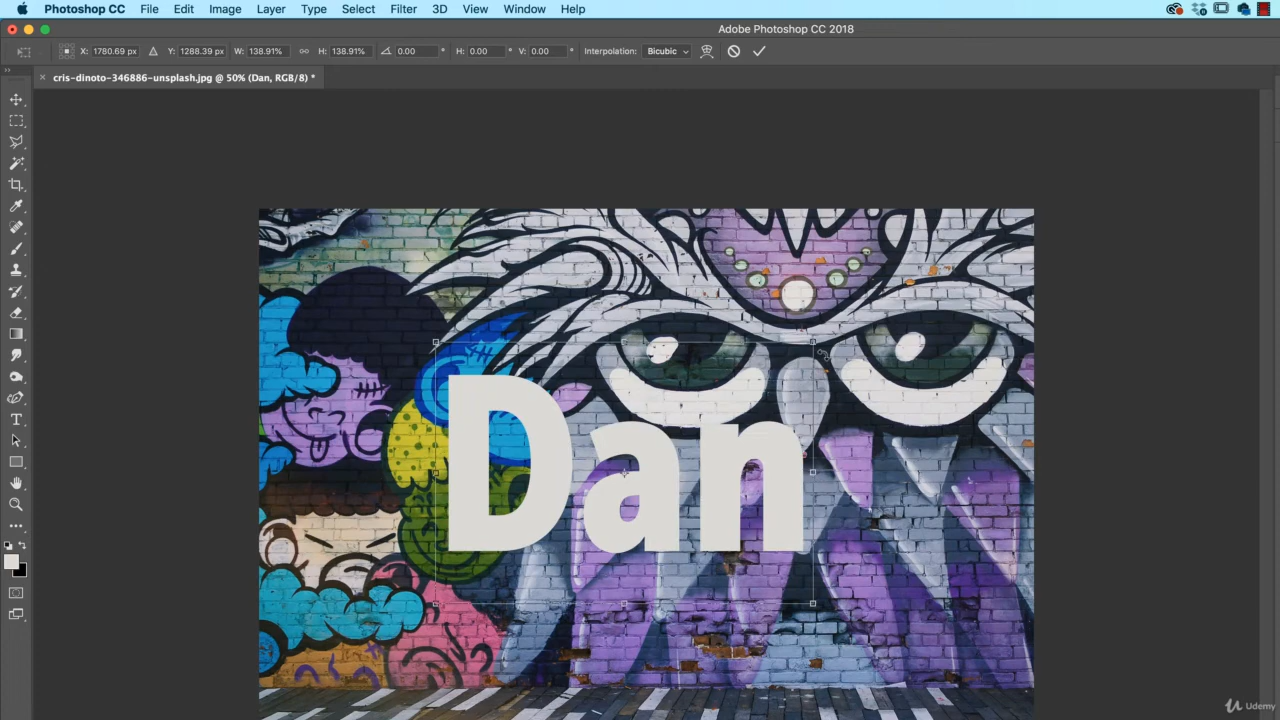 Photoshop CC File Edit Image Layer Type Select Filter 3D View Window Help
Adobe Photoshop CC 2018
X: 1780.69 px Y: 1288.39 px W: 138.91% H: 138.91% 0.00 ° H: 0.00 ° V: 0.00 ° Interpolation: Bicubic
cris-dinoto-346886-unsplash.jpg @ 50% (Dan, RGB/8) *
Dan
Udemy